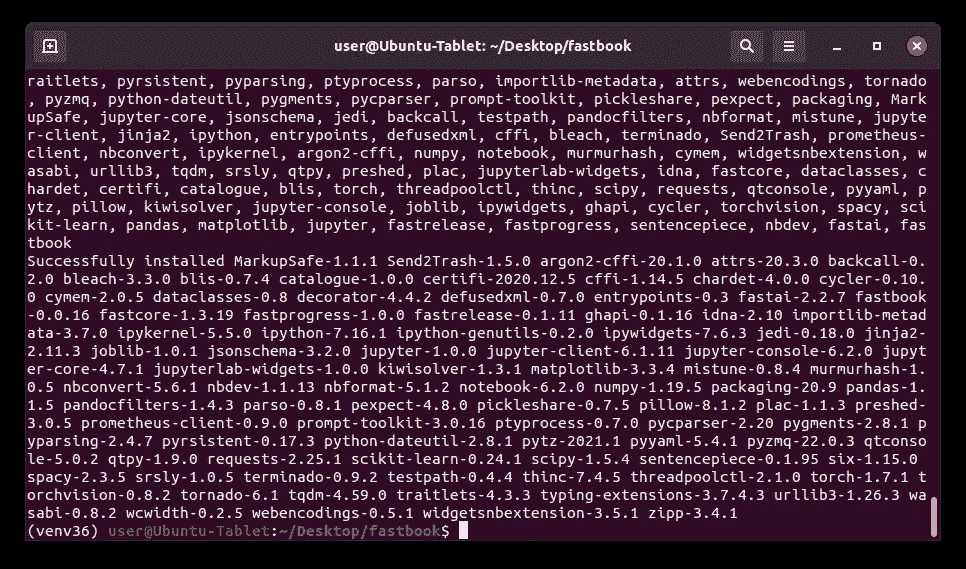 user@Ubuntu-Tablet: ~/Desktop/fastbook
raitlets, pyrsistent, pyparsing, ptyprocess, parso, importlib-metadata, attrs, webencodings, tornado
, pyzmq, python-dateutil, pygments, pycparser, prompt-toolkit, pickleshare, pexpect, packaging, Mark
upSafe, jupyter-core, jsonschema, jedi, backcall, testpath, pandocfilters, nbformat, mistune, jupyte
r-client, jinja2, ipython, entrypoints, defusedxml, cffi, bleach, terminado, Send2Trash, prometheus-
client, nbconvert, ipykernel, argon2-cffi, numpy, notebook, murmurhash, cymem, widgetsnbextension, w
asabi, urllib3, tqdm, srsly, qtpy, preshed, plac, jupyterlab-widgets, idna, fastcore, dataclasses, c
hardet, certifi, catalogue, blis, torch, threadpoolctl, thinc, scipy, requests, qtconsole, pyyaml, p
ytz, pillow, kiwisolver, jupyter-console, joblib, ipywidgets, ghapi, cycler, torchvision, spacy, sci
kit-learn, pandas, matplotlib, jupyter, fastrelease, fastprogress, sentencepiece, nbdev, fastai, fas
tbook
Successfully installed MarkupSafe-1.1.1 Send2Trash-1.5.0 argon2-cffi-20.1.0 attrs-20.3.0 backcall-0.
2.0 bleach-3.3.0 blis-0.7.4 catalogue-1.0.0 certifi-2020.12.5 cffi-1.14.5 chardet-4.0.0 cycler-0.10.
0 cymem-2.0.5 dataclasses-0.8 decorator-4.4.2 defusedxml-0.7.0 entrypoints-0.3 fastai-2.2.7 fastbook
-0.0.16 fastcore-1.3.19 fastprogress-1.0.0 fastrelease-0.1.11 ghapi-0.1.16 idna-2.10 importlib-metad
ata-3.7.0 ipykernel-5.5.0 ipython-7.16.1 ipython-genutils-0.2.0 ipywidgets-7.6.3 jedi-0.18.0 jinja2-
2.11.3 joblib-1.0.1 jsonschema-3.2.0 jupyter-1.0.0 jupyter-client-6.1.11 jupyter-console-6.2.0 jupyt
er-core-4.7.1 jupyterlab-widgets-1.0.0 kiwisolver-1.3.1 matplotlib-3.3.4 mistune-0.8.4 murmurhash-1.
0.5 nbconvert-5.6.1 nbdev-1.1.13 nbformat-5.1.2 notebook-6.2.0 numpy-1.19.5 packaging-20.9 pandas-1.
1.5 pandocfilters-1.4.3 parso-0.8.1 pexpect-4.8.0 pickleshare-0.7.5 pillow-8.1.2 plac-1.1.3 preshed-
3.0.5 prometheus-client-0.9.0 prompt-toolkit-3.0.16 ptyprocess-0.7.0 pycparser-2.20 pygments-2.8.1 p
yparsing-2.4.7 pyrsistent-0.17.3 python-dateutil-2.8.1 pytz-2021.1 pyyaml-5.4.1 pyzmq-22.0.3 qtconso
le-5.0.2 qtpy-1.9.0 requests-2.25.1 scikit-learn-0.24.1 scipy-1.5.4 sentencepiece-0.1.95 six-1.15.0
spacy-2.3.5 srsly-1.0.5 terminado-0.9.2 testpath-0.4.4 thinc-7.4.5 threadpoolctl-2.1.0 torch-1.7.1 t
orchvision-0.8.2 tornado-6.1 tqdm-4.59.0 traitlets-4.3.3 typing-extensions-3.7.4.3 urllib3-1.26.3 wa
sabi-0.8.2 wcwidth-0.2.5 webencodings-0.5.1 widgetsnbextension-3.5.1 zipp-3.4.1
(venv36) user@Ubuntu-Tablet:~/Desktop/fastbook$